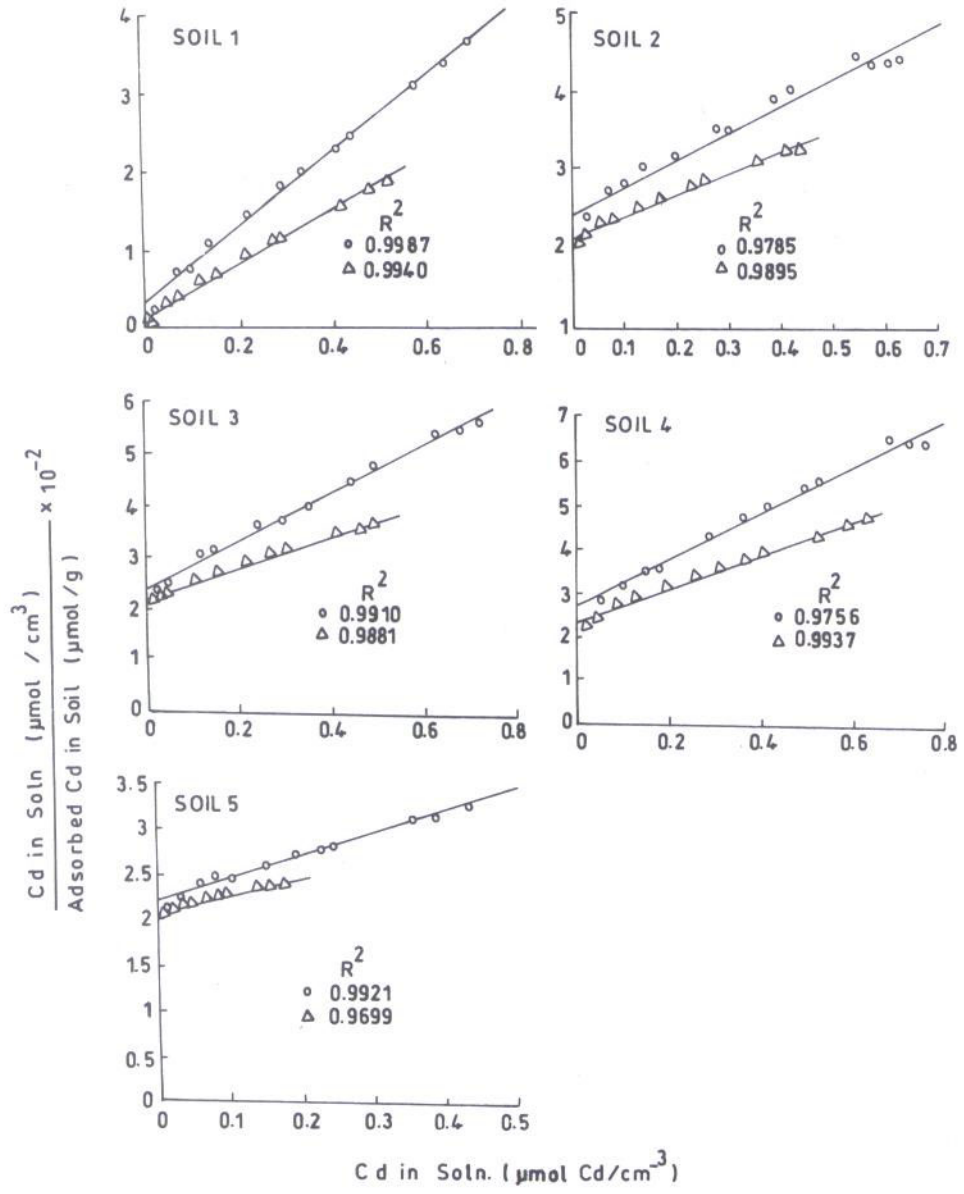 SOIL 1
4
3
2
1
0
0 0.2 0.4 0.6 0.8
R²
o 0.9987
△ 0.9940
SOIL 2
5
4
3
2
1
0 0.1 0.2 0.3 0.4 0.5 0.6 0.7
R²
o 0.9785
△ 0.9895
SOIL 3
6
5
4
3
2
1
0
0 0.2 0.4 0.6 0.8
R²
o 0.9910
△ 0.9881
SOIL 4
7
6
5
4
3
2
1
0
0 0.2 0.4 0.6 0.8
R²
o 0.9756
△ 0.9937
SOIL 5
3.5
3
2.5
2
1.5
1
0.5
0
0 0.1 0.2 0.3 0.4 0.5
R²
o 0.9921
△ 0.9699
Cd in Soln (μmol / cm³)
Adsorbed Cd in Soil (μmol/g)
x 10⁻²
Cd in Soln. (μmol Cd/cm⁻³)